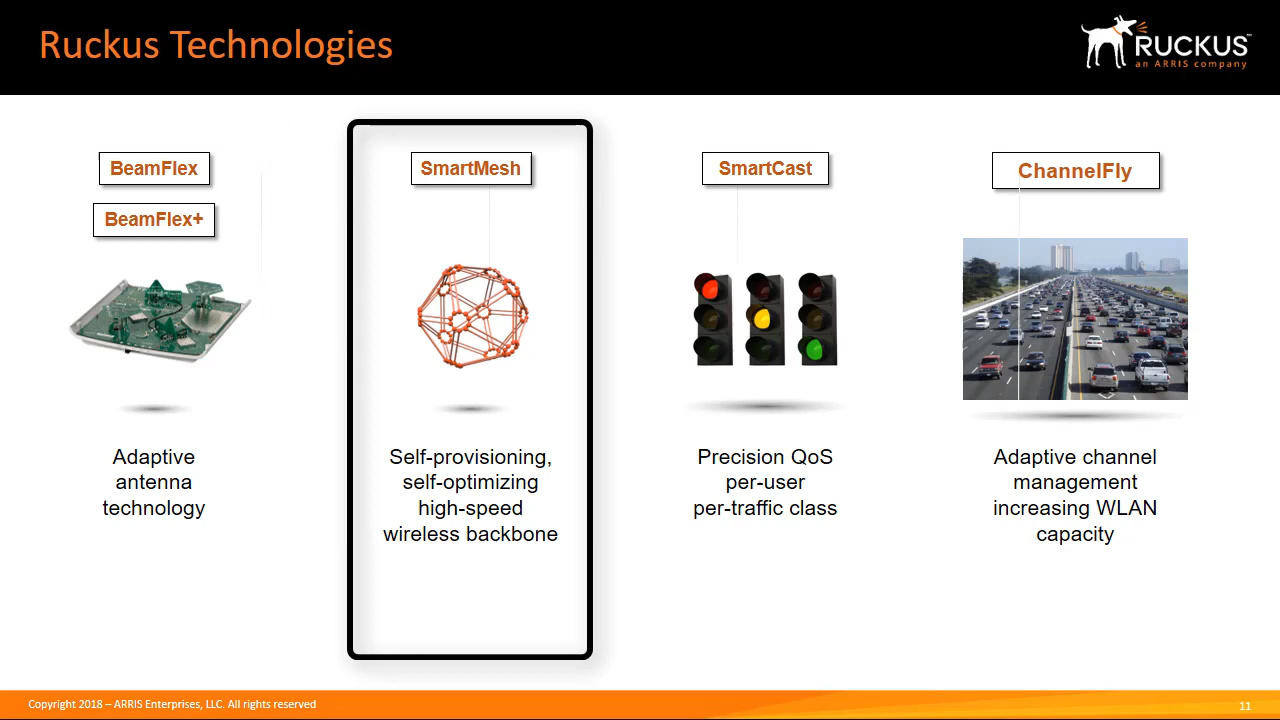 Ruckus Technologies
RUCKUS™
an ARRIS company
BeamFlex
BeamFlex+
Adaptive
antenna
technology
SmartMesh
Self-provisioning,
self-optimizing
high-speed
wireless backbone
SmartCast
Precision QoS
per-user
per-traffic class
ChannelFly
Adaptive channel
management
increasing WLAN
capacity
Copyright 2018 – ARRIS Enterprises, LLC. All rights reserved
11